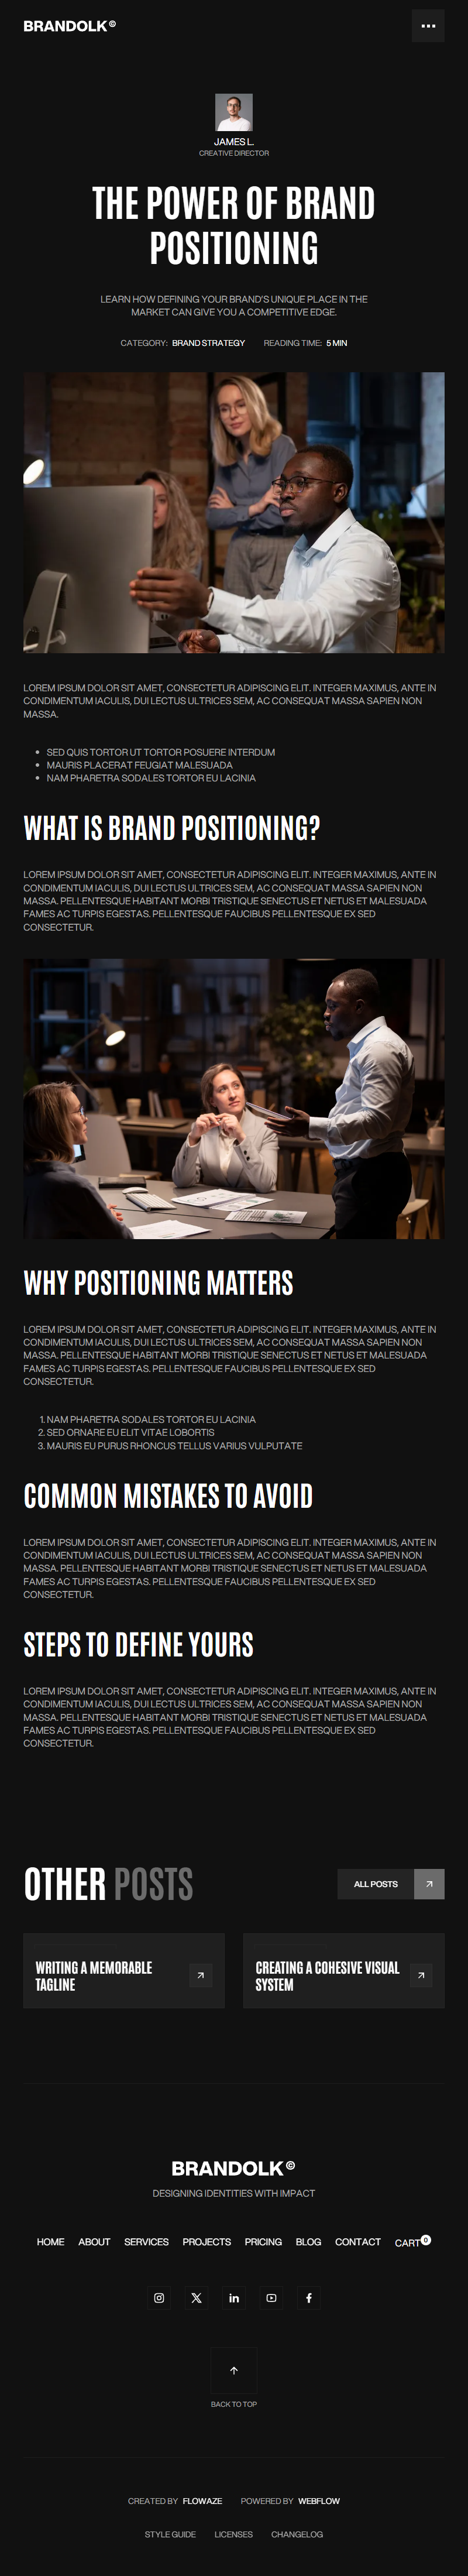 BRANDOLK©
JAMES L.
CREATIVE DIRECTOR
THE POWER OF BRAND
POSITIONING
LEARN HOW DEFINING YOUR BRAND'S UNIQUE PLACE IN THE
MARKET CAN GIVE YOU A COMPETITIVE EDGE.
CATEGORY: BRAND STRATEGY READING TIME: 5 MIN
LOREM IPSUM DOLOR SIT AMET, CONSECTETUR ADIPISCING ELIT. INTEGER MAXIMUS, ANTE IN
CONDIMENTUM IACULIS, DUI LECTUS ULTRICES SEM, AC CONSEQUAT MASSA SAPIEN NON
MASSA.
• SED QUIS TORTOR UT TORTOR POSUERE INTERDUM
• MAURIS PLACERAT FEUGIAT MALESUADA
• NAM PHARETRA SODALES TORTOR EU LACINIA
WHAT IS BRAND POSITIONING?
LOREM IPSUM DOLOR SIT AMET, CONSECTETUR ADIPISCING ELIT. INTEGER MAXIMUS, ANTE IN
CONDIMENTUM IACULIS, DUI LECTUS ULTRICES SEM, AC CONSEQUAT MASSA SAPIEN NON
MASSA. PELLENTESQUE HABITANT MORBI TRISTIQUE SENECTUS ET NETUS ET MALESUADA
FAMES AC TURPIS EGESTAS. PELLENTESQUE FAUCIBUS PELLENTESQUE EX SED
CONSECTETUR.
WHY POSITIONING MATTERS
LOREM IPSUM DOLOR SIT AMET, CONSECTETUR ADIPISCING ELIT. INTEGER MAXIMUS, ANTE IN
CONDIMENTUM IACULIS, DUI LECTUS ULTRICES SEM, AC CONSEQUAT MASSA SAPIEN NON
MASSA. PELLENTESQUE HABITANT MORBI TRISTIQUE SENECTUS ET NETUS ET MALESUADA
FAMES AC TURPIS EGESTAS. PELLENTESQUE FAUCIBUS PELLENTESQUE EX SED
CONSECTETUR.
1. NAM PHARETRA SODALES TORTOR EU LACINIA
2. SED ORNARE EU ELIT VITAE LOBORTIS
3. MAURIS EU PURUS RHONCUS TELLUS VARIUS VULPUTATE
COMMON MISTAKES TO AVOID
LOREM IPSUM DOLOR SIT AMET, CONSECTETUR ADIPISCING ELIT. INTEGER MAXIMUS, ANTE IN
CONDIMENTUM IACULIS, DUI LECTUS ULTRICES SEM, AC CONSEQUAT MASSA SAPIEN NON
MASSA. PELLENTESQUE HABITANT MORBI TRISTIQUE SENECTUS ET NETUS ET MALESUADA
FAMES AC TURPIS EGESTAS. PELLENTESQUE FAUCIBUS PELLENTESQUE EX SED
CONSECTETUR.
STEPS TO DEFINE YOURS
LOREM IPSUM DOLOR SIT AMET, CONSECTETUR ADIPISCING ELIT. INTEGER MAXIMUS, ANTE IN
CONDIMENTUM IACULIS, DUI LECTUS ULTRICES SEM, AC CONSEQUAT MASSA SAPIEN NON
MASSA. PELLENTESQUE HABITANT MORBI TRISTIQUE SENECTUS ET NETUS ET MALESUADA
FAMES AC TURPIS EGESTAS. PELLENTESQUE FAUCIBUS PELLENTESQUE EX SED
CONSECTETUR.
OTHER POSTS
ALL POSTS
WRITING A MEMORABLE
TAGLINE
CREATING A COHESIVE VISUAL
SYSTEM
BRANDOLK©
DESIGNING IDENTITIES WITH IMPACT
HOME ABOUT SERVICES PROJECTS PRICING BLOG CONTACT CART 0
BACK TO TOP
CREATED BY FLOWAZE POWERED BY WEBFLOW
STYLE GUIDE LICENSES CHANGELOG